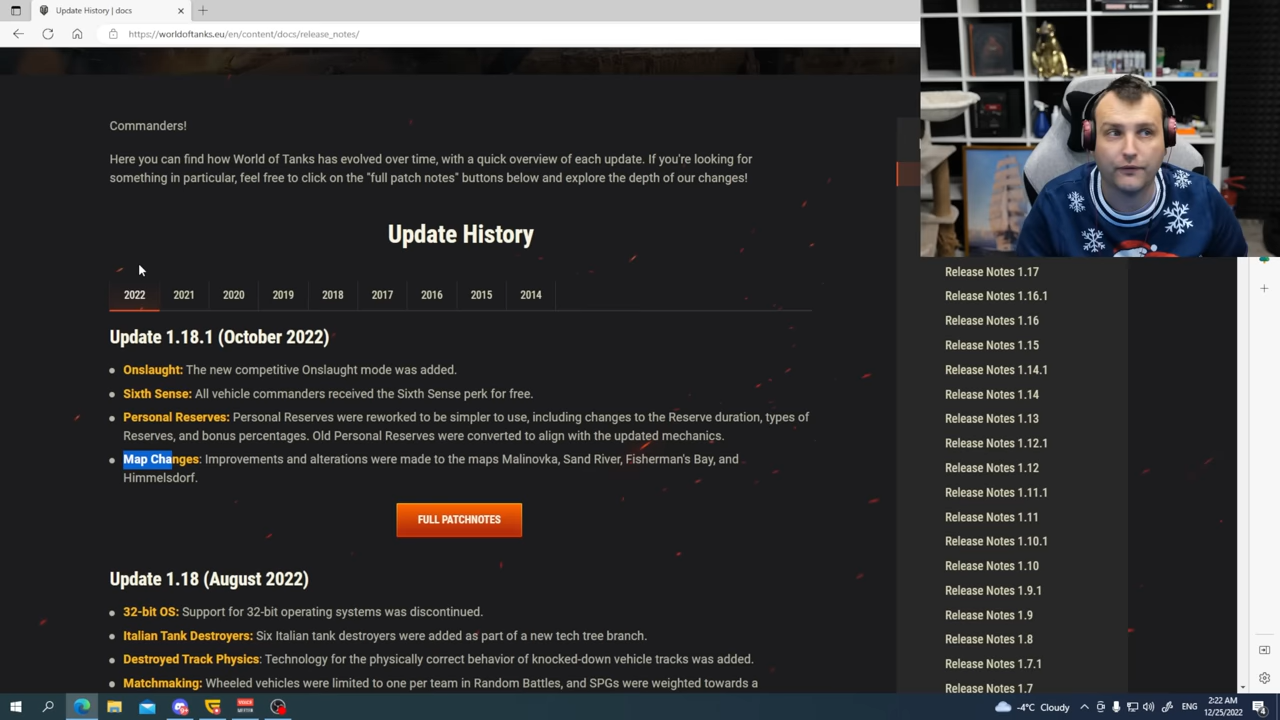 Update History | docs
https://worldoftanks.eu/en/content/docs/release_notes/
Commanders!
Here you can find how World of Tanks has evolved over time, with a quick overview of each update. If you're looking for
something in particular, feel free to click on the "full patch notes" buttons below and explore the depth of our changes!
Update History
2022 2021 2020 2019 2018 2017 2016 2015 2014
Update 1.18.1 (October 2022)
Onslaught: The new competitive Onslaught mode was added.
Sixth Sense: All vehicle commanders received the Sixth Sense perk for free.
Personal Reserves: Personal Reserves were reworked to be simpler to use, including changes to the Reserve duration, types of
Reserves, and bonus percentages. Old Personal Reserves were converted to align with the updated mechanics.
Map Changes: Improvements and alterations were made to the maps Malinovka, Sand River, Fisherman's Bay, and
Himmelsdorf.
FULL PATCHNOTES
Update 1.18 (August 2022)
32-bit OS: Support for 32-bit operating systems was discontinued.
Italian Tank Destroyers: Six Italian tank destroyers were added as part of a new tech tree branch.
Destroyed Track Physics: Technology for the physically correct behavior of knocked-down vehicle tracks was added.
Matchmaking: Wheeled vehicles were limited to one per team in Random Battles, and SPGs were weighted towards a
Release Notes 1.17
Release Notes 1.16.1
Release Notes 1.16
Release Notes 1.15
Release Notes 1.14.1
Release Notes 1.14
Release Notes 1.13
Release Notes 1.12.1
Release Notes 1.12
Release Notes 1.11.1
Release Notes 1.11
Release Notes 1.10.1
Release Notes 1.10
Release Notes 1.9.1
Release Notes 1.9
Release Notes 1.8
Release Notes 1.7.1
Release Notes 1.7
-4°C Cloudy
ENG
2:22 AM
12/25/2022
4